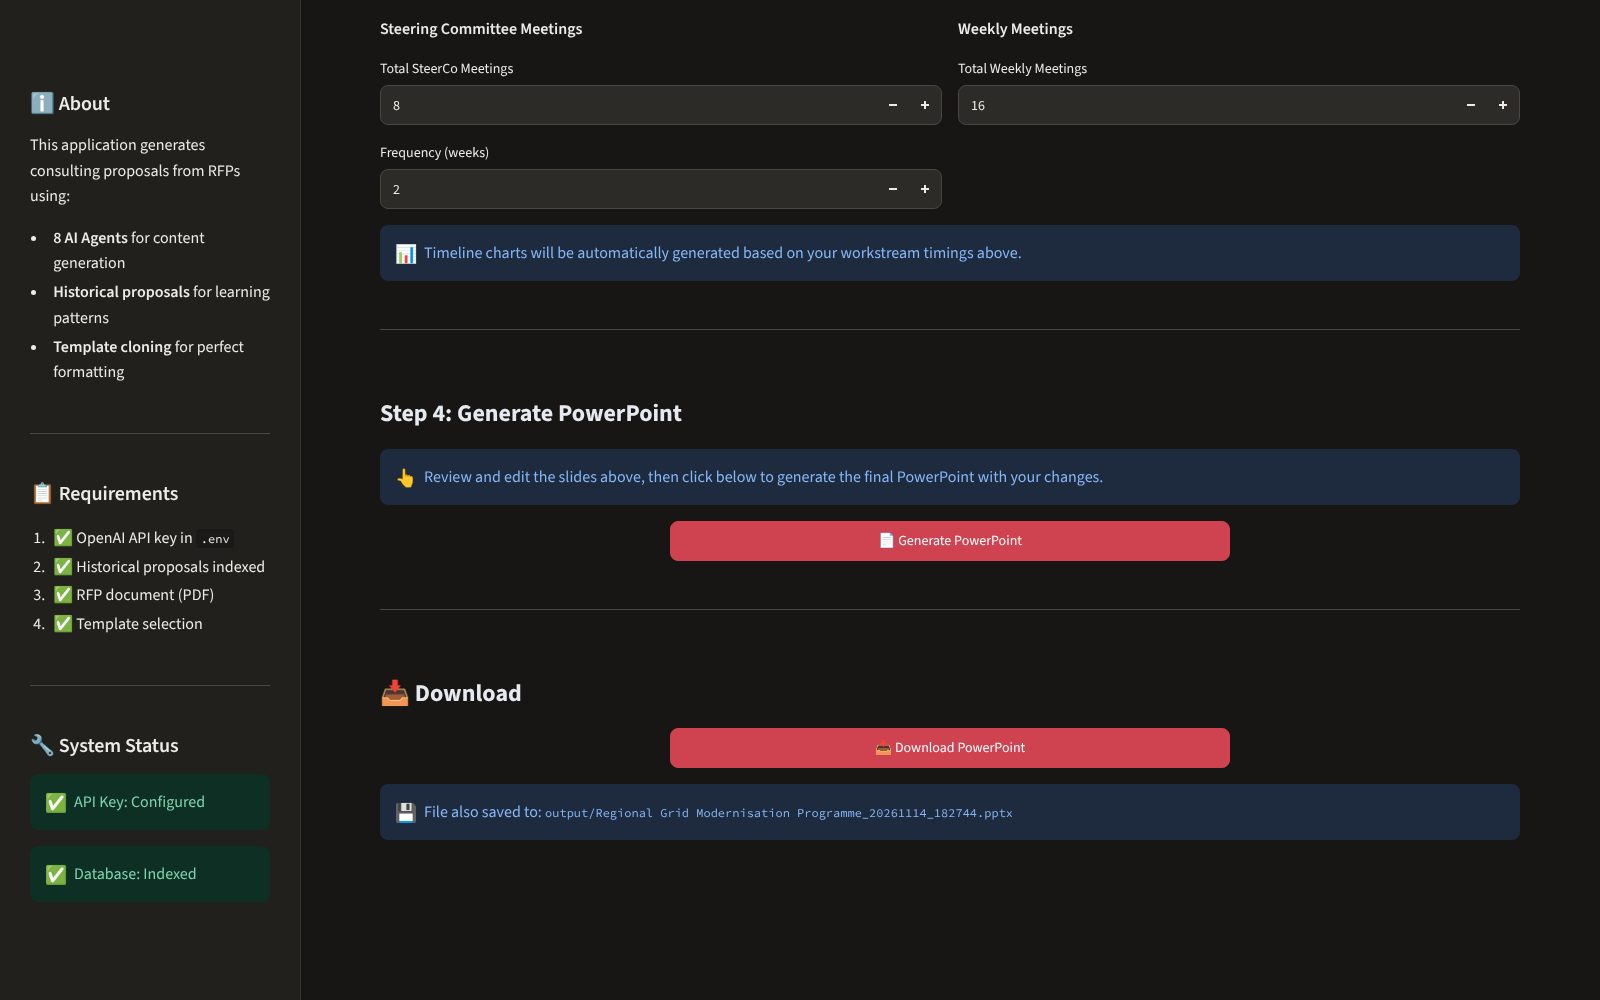 ℹ️ About
This application generates
consulting proposals from RFPs
using:
• 8 AI Agents for content
generation
• Historical proposals for learning
patterns
• Template cloning for perfect
formatting
📋 Requirements
1. ✅ OpenAI API key in .env
2. ✅ Historical proposals indexed
3. ✅ RFP document (PDF)
4. ✅ Template selection
🔧 System Status
✅ API Key: Configured
✅ Database: Indexed
Steering Committee Meetings
Total SteerCo Meetings
8
Frequency (weeks)
2
Weekly Meetings
Total Weekly Meetings
16
📊 Timeline charts will be automatically generated based on your workstream timings above.
Step 4: Generate PowerPoint
👆 Review and edit the slides above, then click below to generate the final PowerPoint with your changes.
📄 Generate PowerPoint
📥 Download
📥 Download PowerPoint
💾 File also saved to: output/Regional Grid Modernisation Programme_20261114_182744.pptx